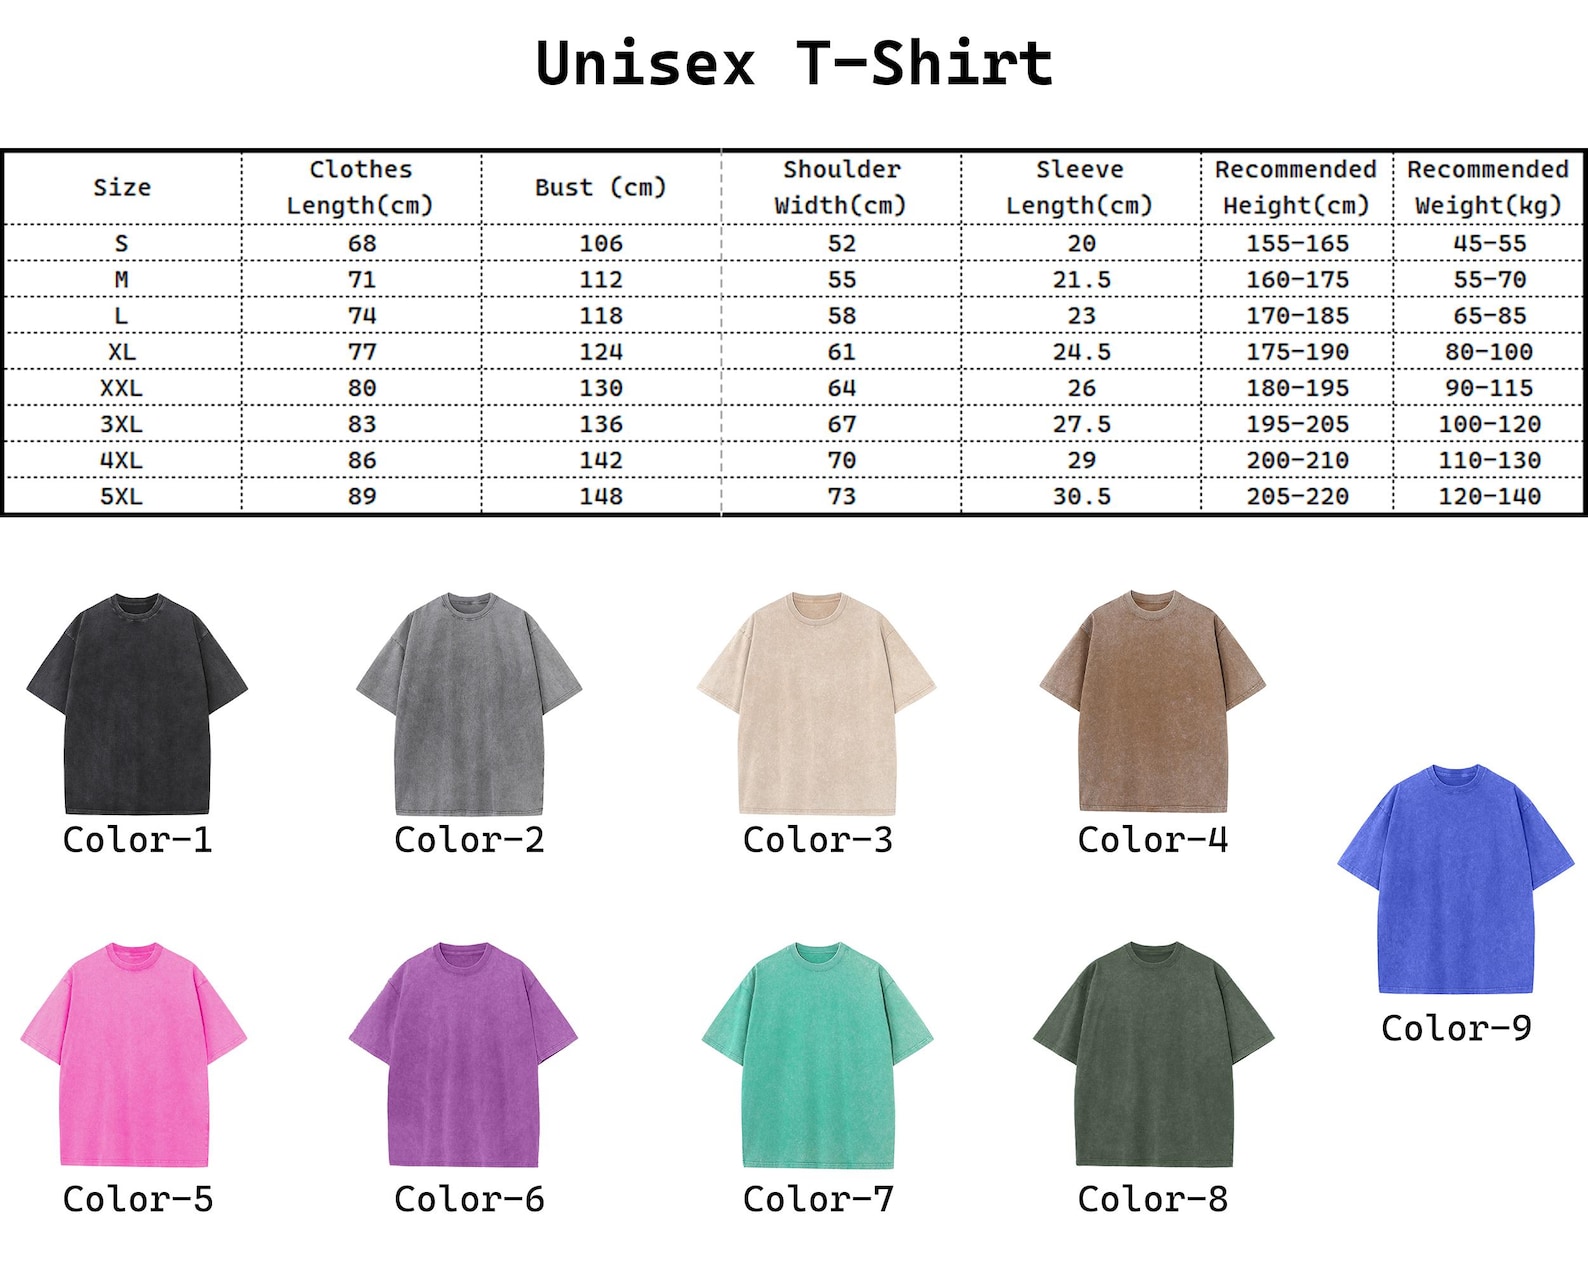 Unisex T-Shirt
Size Clothes Length(cm) Bust (cm) Shoulder Width(cm) Sleeve Length(cm) Recommended Height(cm) Recommended Weight(kg)
S 68 106 52 20 155-165 45-55
M 71 112 55 21.5 160-175 55-70
L 74 118 58 23 170-185 65-85
XL 77 124 61 24.5 175-190 80-100
XXL 80 130 64 26 180-195 90-115
3XL 83 136 67 27.5 195-205 100-120
4XL 86 142 70 29 200-210 110-130
5XL 89 148 73 30.5 205-220 120-140
Color-1 Color-2 Color-3 Color-4
Color-9
Color-5 Color-6 Color-7 Color-8